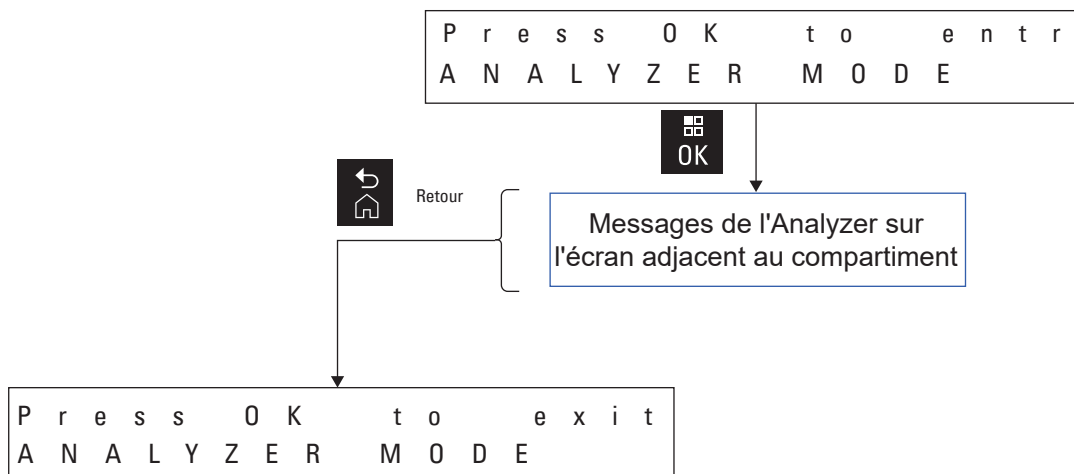 Press OK to entr
ANALYZER MODE
OK
Retour
Messages de l'Analyzer sur
l'écran adjacent au compartiment
Press OK to exit
ANALYZER MODE